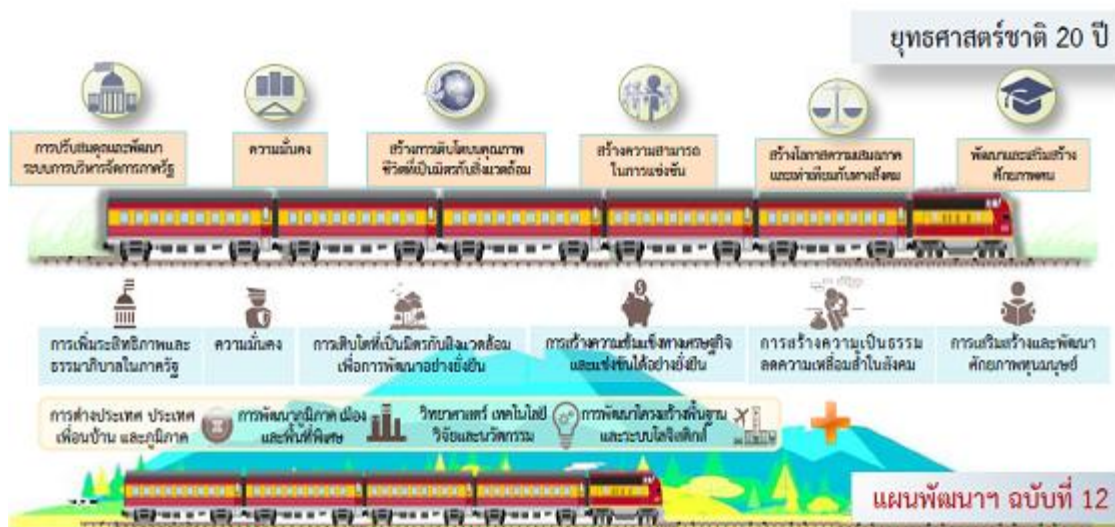 ยุทธศาสตร์ชาติ 20 ปี
การปรับสมดุลและพัฒนา
ระบบการบริหารจัดการภาครัฐ
ความมั่นคง
สร้างการเติบโตบนคุณภาพ
ชีวิตที่เป็นมิตรกับสิ่งแวดล้อม
สร้างความสามารถ
ในการแข่งขัน
สร้างโอกาสความเสมอภาค
และเท่าเทียมกันทางสังคม
พัฒนาและเสริมสร้าง
ศักยภาพคน
การเพิ่มประสิทธิภาพและ
ธรรมาภิบาลในภาครัฐ
ความมั่นคง
การเติบโตที่เป็นมิตรกับสิ่งแวดล้อม
เพื่อการพัฒนาอย่างยั่งยืน
การสร้างความเข้มแข็งทางเศรษฐกิจ
และแข่งขันได้อย่างยั่งยืน
การสร้างความเป็นธรรม
ลดความเหลื่อมล้ำในสังคม
การเสริมสร้างและพัฒนา
ศักยภาพทุนมนุษย์
การต่างประเทศ ประเทศ
เพื่อนบ้าน และภูมิภาค
การพัฒนาภูมิภาค เมือง
และพื้นที่พิเศษ
วิทยาศาสตร์ เทคโนโลยี
วิจัยและนวัตกรรม
การพัฒนาโครงสร้างพื้นฐาน
และระบบโลจิสติกส์
แผนพัฒนาฯ ฉบับที่ 12